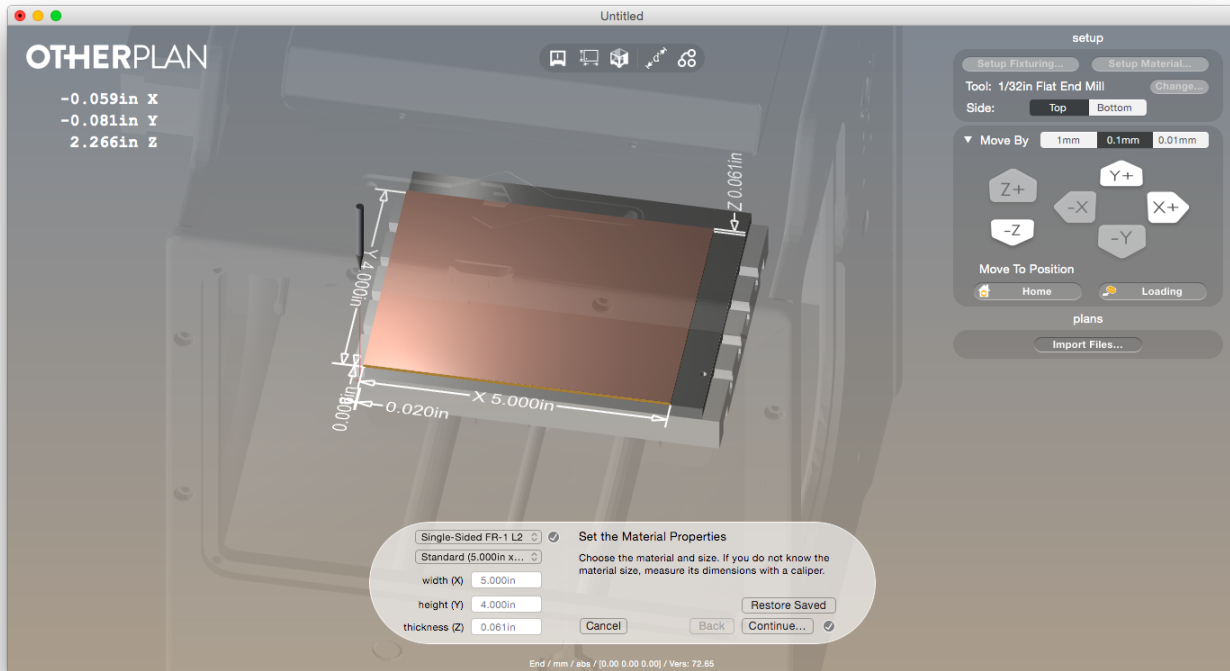 Untitled
OTHERPLAN
-0.059in X
-0.081in Y
2.266in Z
setup
Setup Fixturing...
Setup Material...
Tool: 1/32in Flat End Mill
Change...
Side:
Top
Bottom
Move By
1mm
0.1mm
0.01mm
Z+
Y+
-X
X+
-Z
-Y
Move To Position
Home
Loading
plans
Import Files...
Z 0.061in
Y 4.000in
X 5.000in
0.020in
Single-Sided FR-1 L2
Standard (5.000in x...
width (X)
5.000in
height (Y)
4.000in
thickness (Z)
0.061in
Set the Material Properties
Choose the material and size. If you do not know the
material size, measure its dimensions with a caliper.
Restore Saved
Cancel
Back
Continue...
End / mm / abs / [0.00 0.00 0.00] / Vers: 72.65